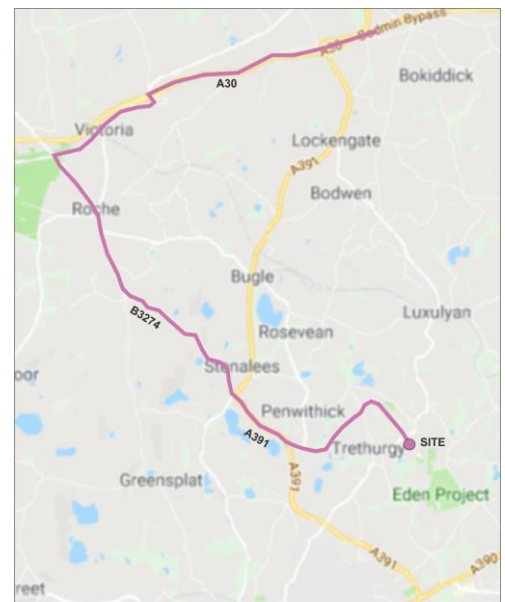 Bodmin Bypass
A30
Bokiddick
A30
Victoria
Lockengate
A391
Bodwen
Roche
Bugle
Luxulyan
B3274
Rosevean
Stenalees
oor
Penwithick
A391
SITE
Trethurgy
Greensplat
A391
Eden Project
A391
A390
reet